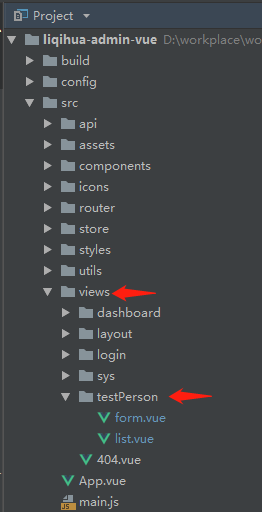 Project
liqihua-admin-vue D:\workplace\wo
build
config
src
api
assets
components
icons
router
store
styles
utils
views
dashboard
layout
login
sys
testPerson
form.vue
list.vue
404.vue
App.vue
JS main.js